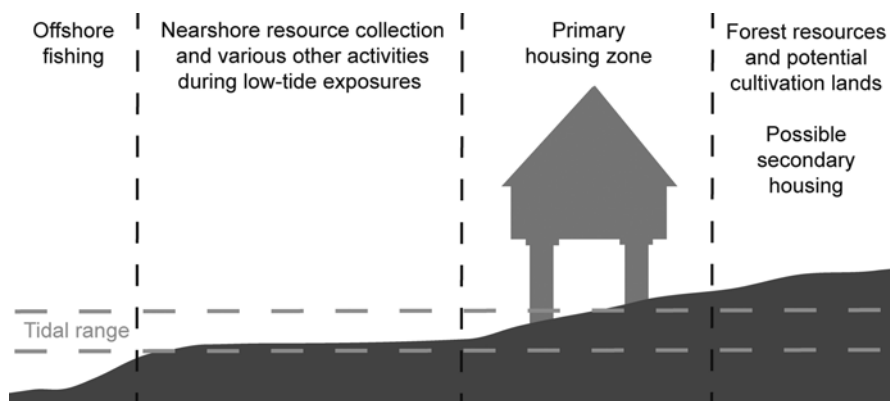 Offshore
fishing
Nearshore resource collection
and various other activities
during low-tide exposures
Primary
housing zone
Forest resources
and potential
cultivation lands
Possible
secondary
housing
Tidal range